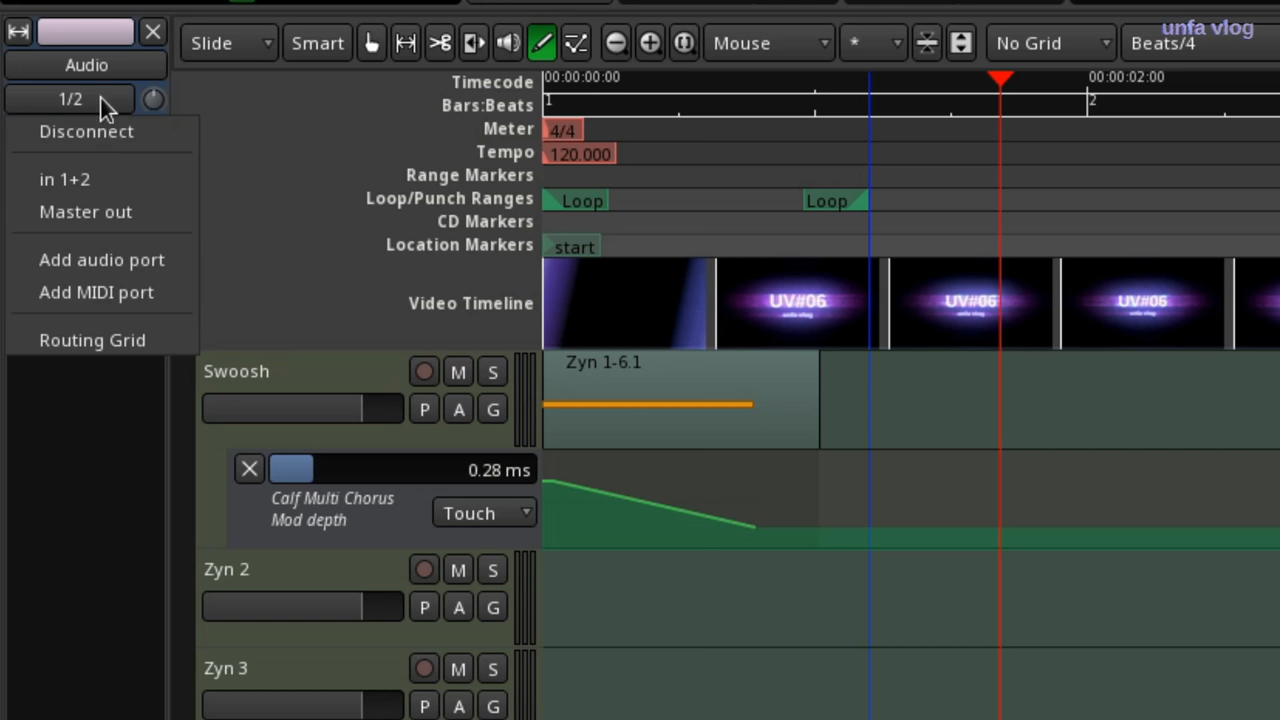 unfa vlog
Slide Smart Mouse * No Grid Beats/4
Audio
1/2
Disconnect
in 1+2
Master out
Add audio port
Add MIDI port
Routing Grid
Timecode 00:00:00:00 00:00:02:00
Bars:Beats 1 2
Meter 4/4
Tempo 120.000
Range Markers
Loop/Punch Ranges Loop Loop
CD Markers
Location Markers start
Video Timeline UV#06 UV#06 UV#06
unfa vlog unfa vlog unfa vlog
Swoosh M S Zyn 1-6.1
P A G
0.28 ms
Calf Multi Chorus
Mod depth Touch
Zyn 2 M S
P A G
Zyn 3 M S
P A G